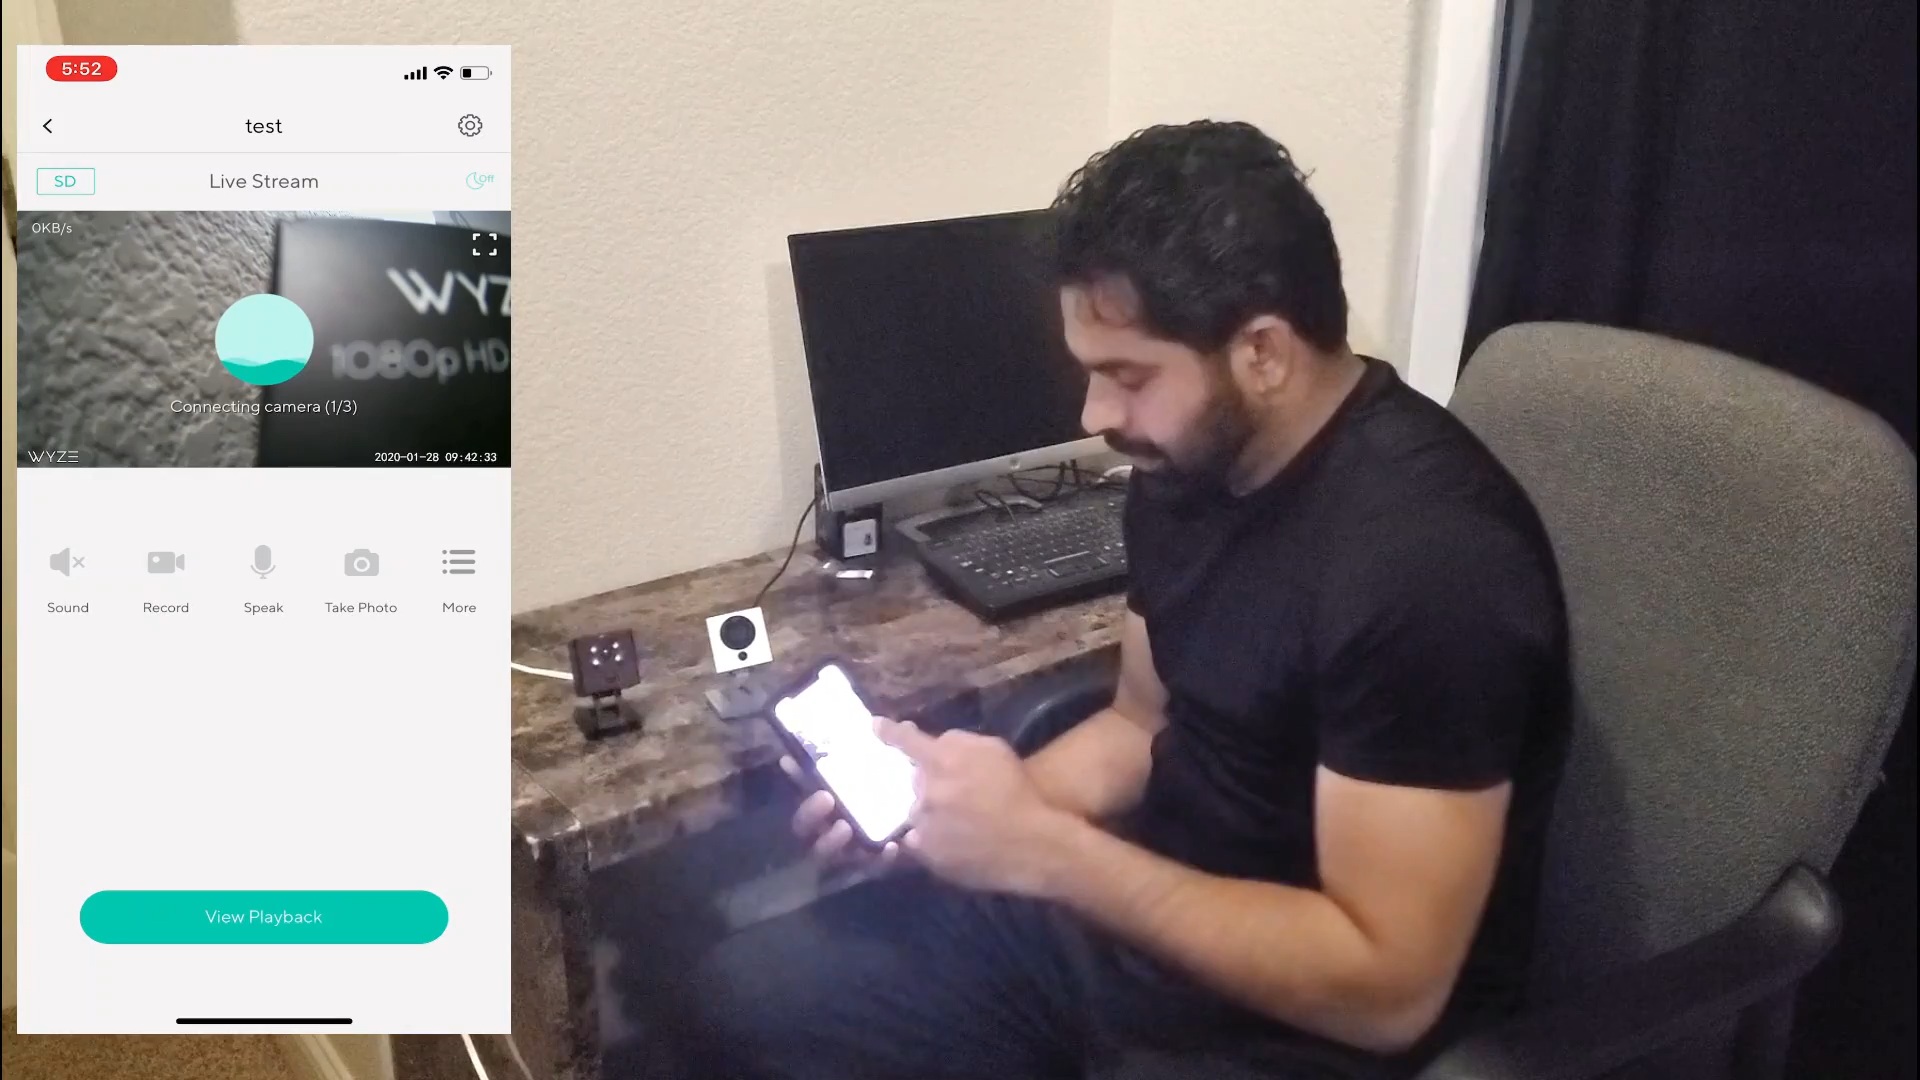 5:52
test
SD
Live Stream
Off
0KB/s
WYZ
1080p HD
Connecting camera (1/3)
WYZE
2020-01-28 09:42:33
Sound
Record
Speak
Take Photo
More
View Playback